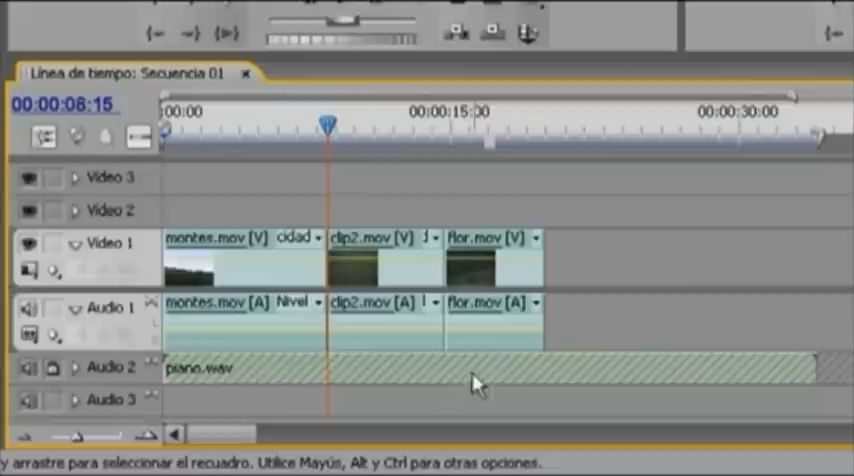 Línea de tiempo: Secuencia 01 ×
00:00:08:15
:00:00 00:00:15:00 00:00:30:00
Video 3
Video 2
Video 1 montes.mov [V] cidad clip2.mov [V] flor.mov [V]
Audio 1 montes.mov [A] Nivel clip2.mov [A] flor.mov [A]
Audio 2 piano.wav
Audio 3
y arrastre para seleccionar el recuadro. Utilice Mayús, Alt y Ctrl para otras opciones.